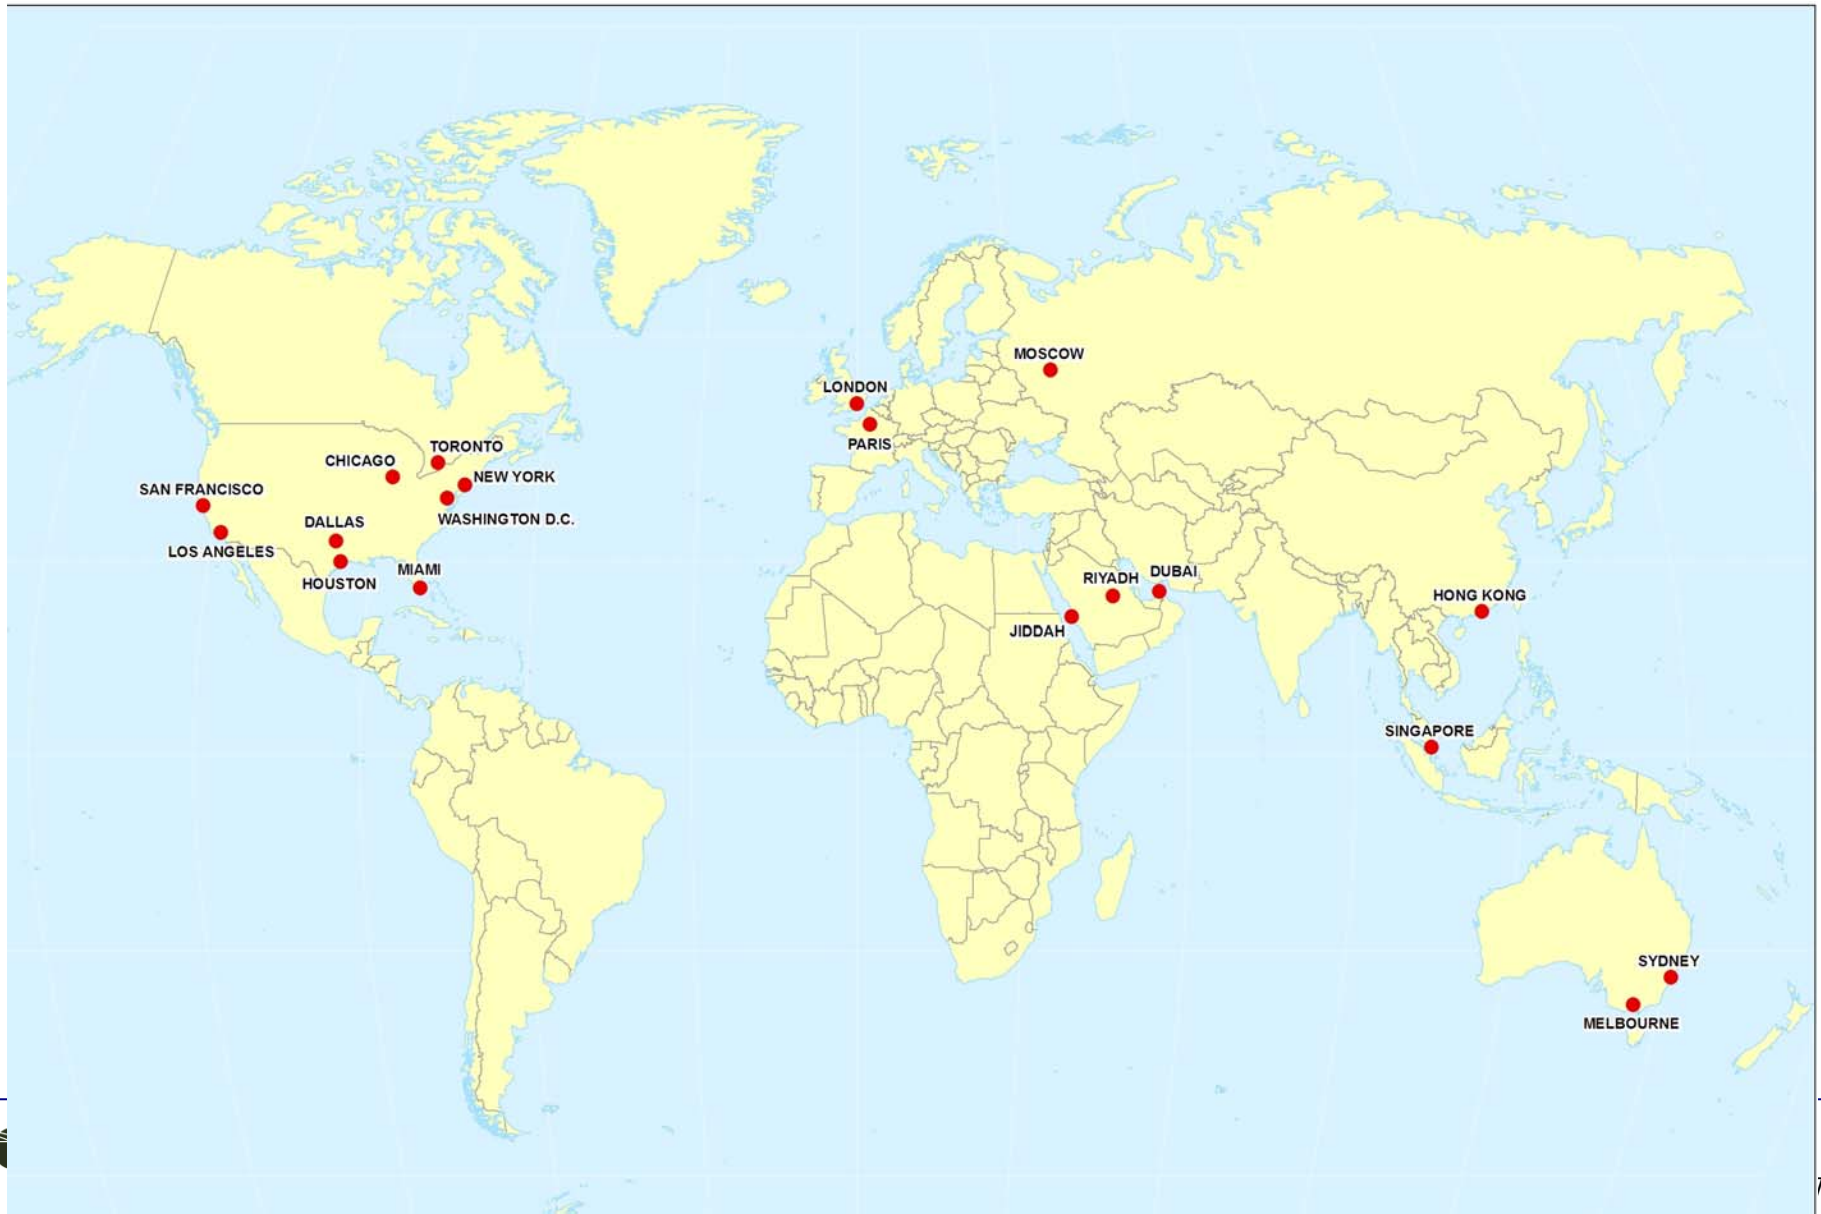 MOSCOW
LONDON
PARIS
TORONTO
CHICAGO
NEW YORK
SAN FRANCISCO
WASHINGTON D.C.
DALLAS
LOS ANGELES
MIAMI
HOUSTON
DUBAI
RIYADH
HONG KONG
JIDDAH
SINGAPORE
SYDNEY
MELBOURNE